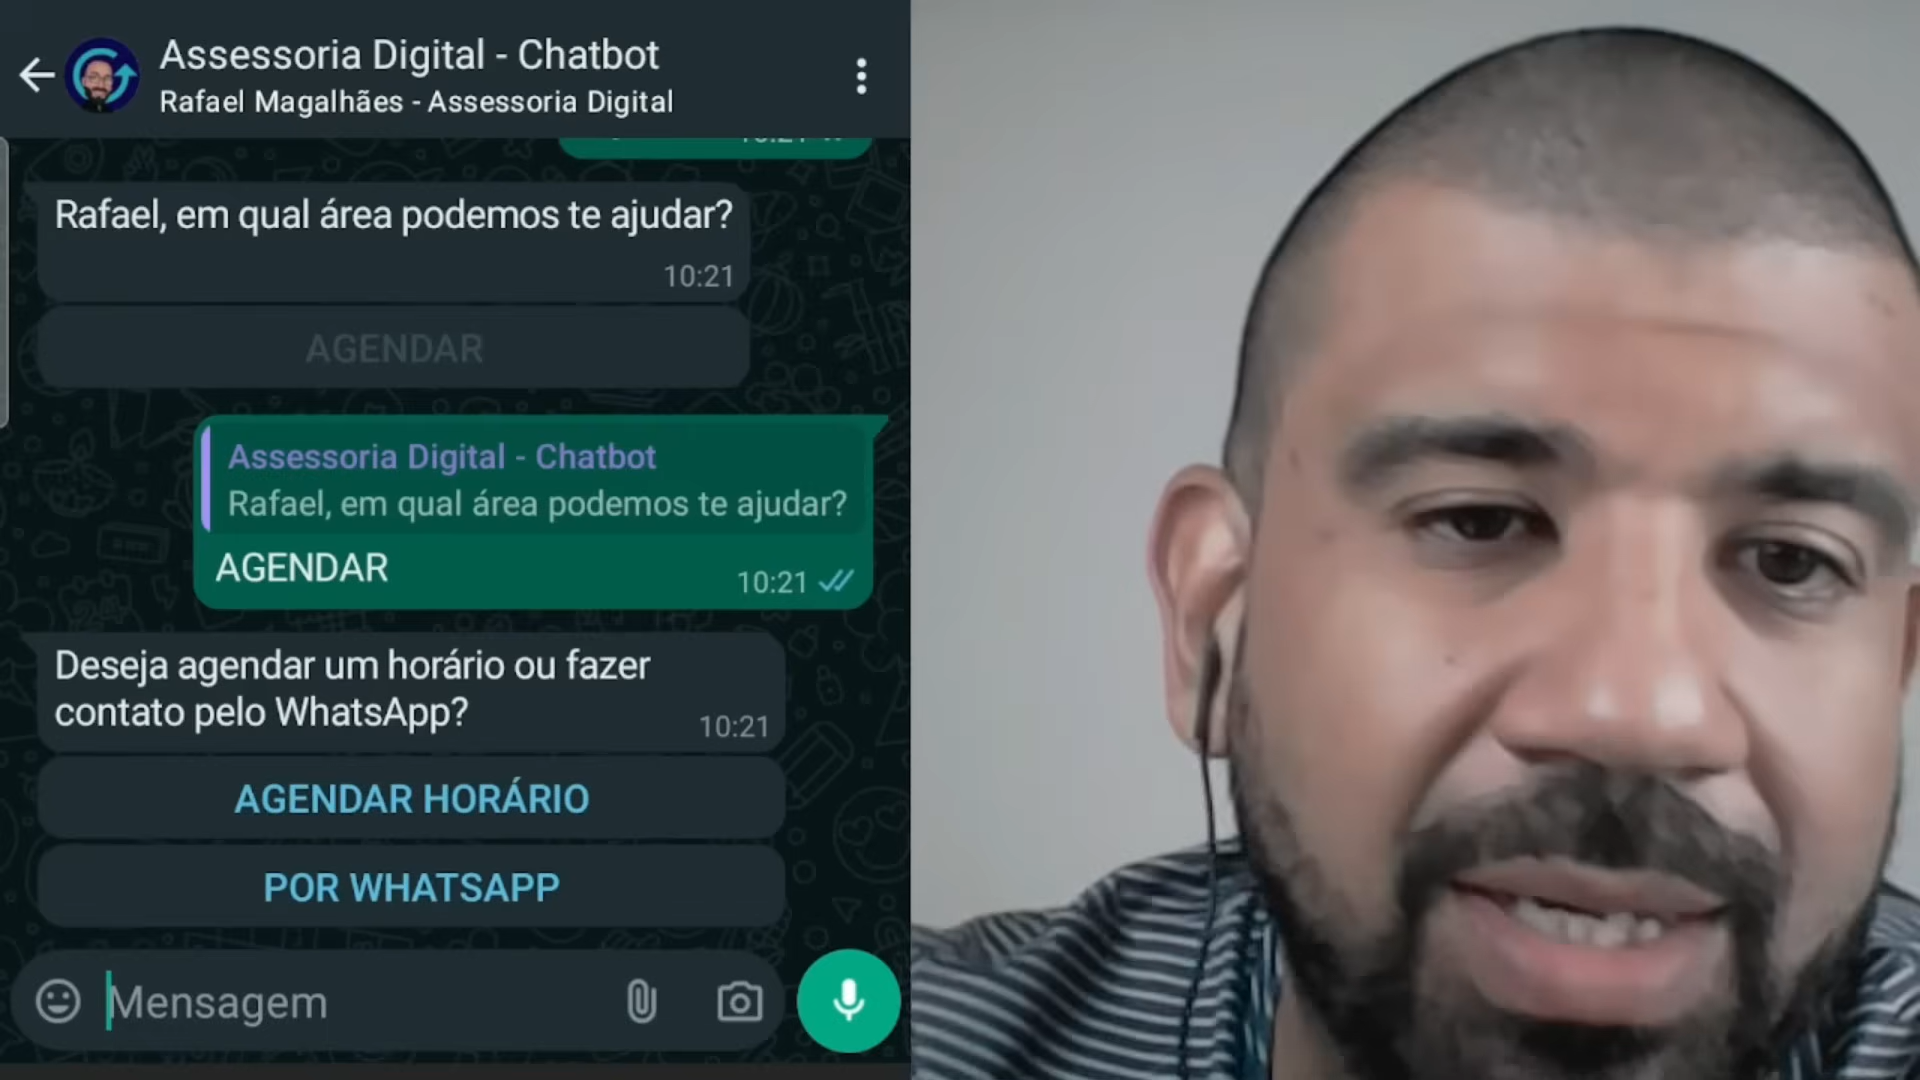 Assessoria Digital - Chatbot
Rafael Magalhães - Assessoria Digital
Rafael, em qual área podemos te ajudar?
10:21
AGENDAR
Assessoria Digital - Chatbot
Rafael, em qual área podemos te ajudar?
AGENDAR
10:21
Deseja agendar um horário ou fazer
contato pelo WhatsApp?
10:21
AGENDAR HORÁRIO
POR WHATSAPP
Mensagem